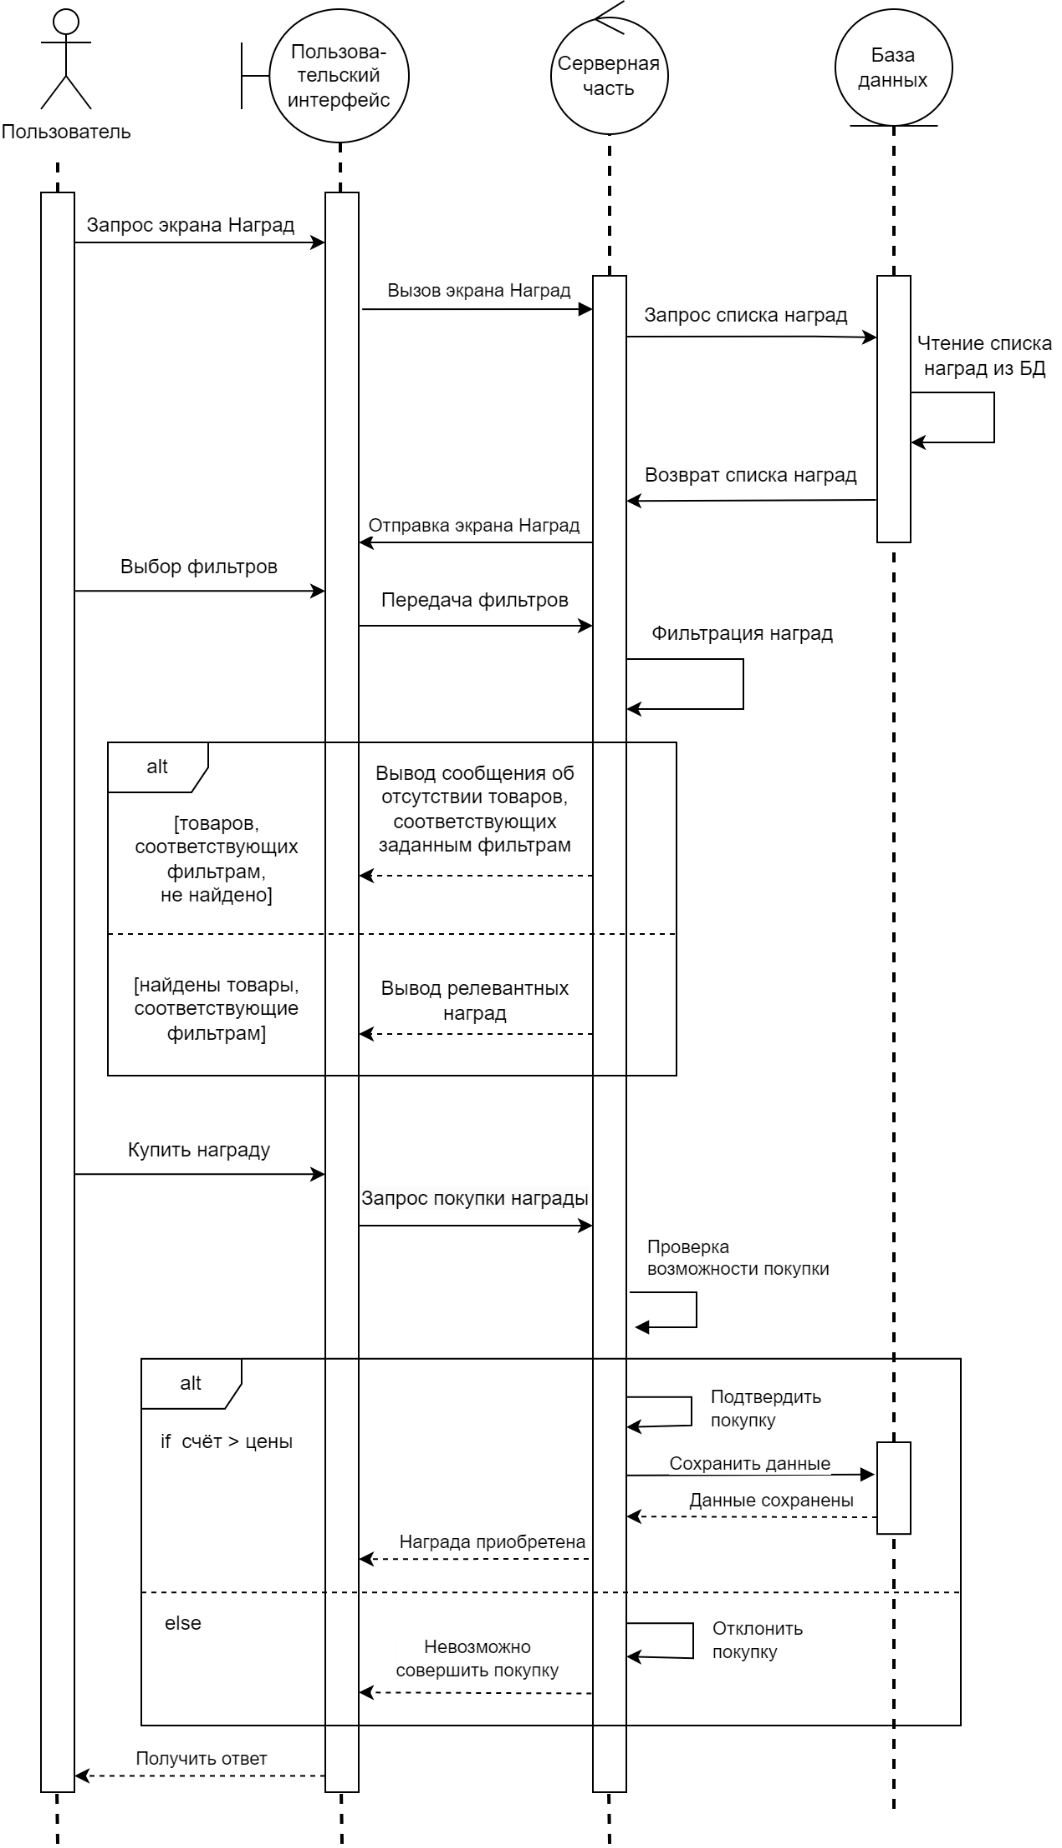 Пользователь
Пользова-
тельский
интерфейс
Серверная
часть
База
данных
Запрос экрана Наград
Вызов экрана Наград
Запрос списка наград
Чтение списка
наград из БД
Возврат списка наград
Отправка экрана Наград
Выбор фильтров
Передача фильтров
Фильтрация наград
alt
[товаров,
соответствующих
фильтрам,
не найдено]
Вывод сообщения об
отсутствии товаров,
соответствующих
заданным фильтрам
[найдены товары,
соответствующие
фильтрам]
Вывод релевантных
наград
Купить награду
Запрос покупки награды
Проверка
возможности покупки
alt
if счёт > цены
Подтвердить
покупку
Сохранить данные
Данные сохранены
Награда приобретена
else
Отклонить
покупку
Невозможно
совершить покупку
Получить ответ